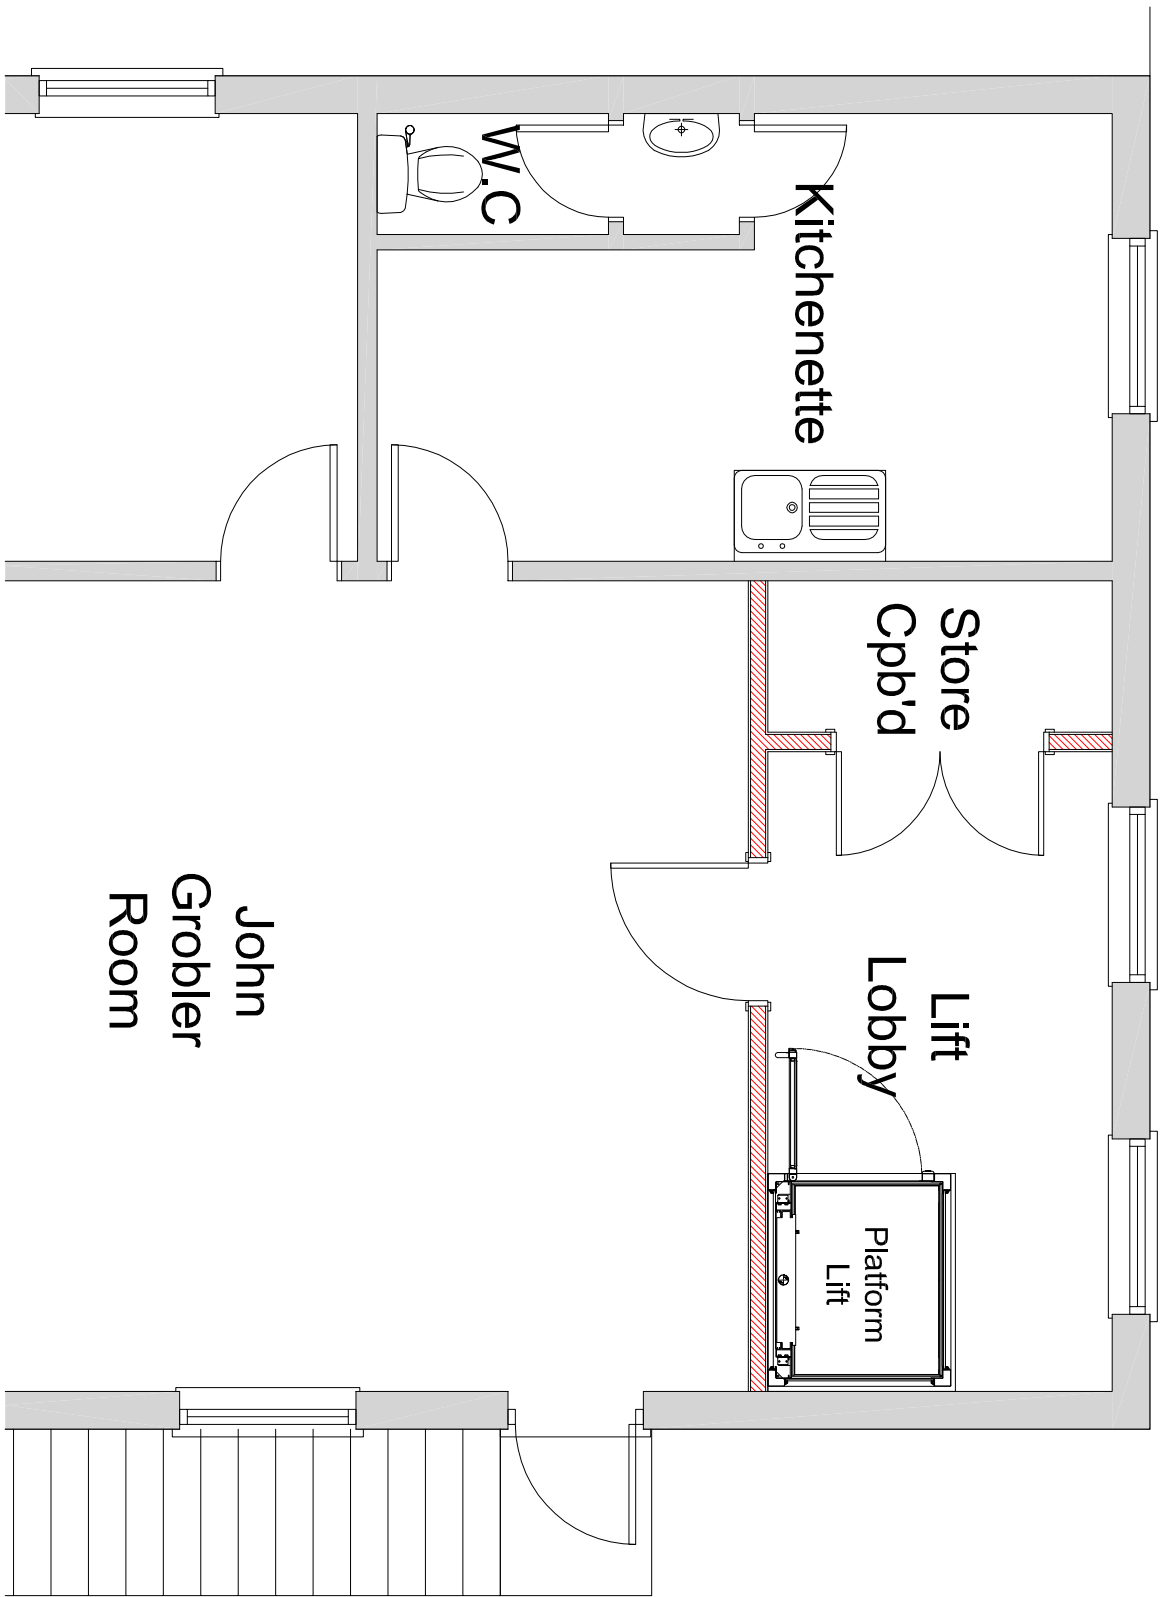 W.C
Kitchenette
Store
Cpb'd
Lift
Lobby
Platform
Lift
John
Grobler
Room